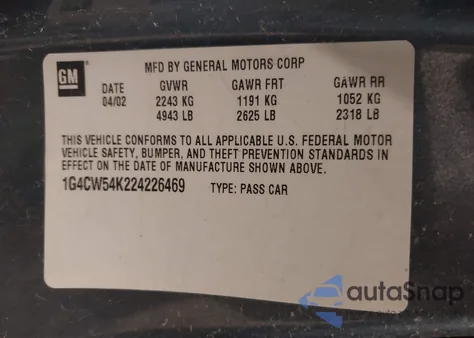 GM
MFD BY GENERAL MOTORS CORP
DATE GVWR GAWR FRT GAWR RR
04/02 2243 KG 1191 KG 1052 KG
4943 LB 2625 LB 2318 LB
THIS VEHICLE CONFORMS TO ALL APPLICABLE U.S. FEDERAL MOTOR
VEHICLE SAFETY, BUMPER, AND THEFT PREVENTION STANDARDS IN
EFFECT ON THE DATE OF MANUFACTURE SHOWN ABOVE.
1G4CW54K224226469 TYPE: PASS CAR
autoSnap